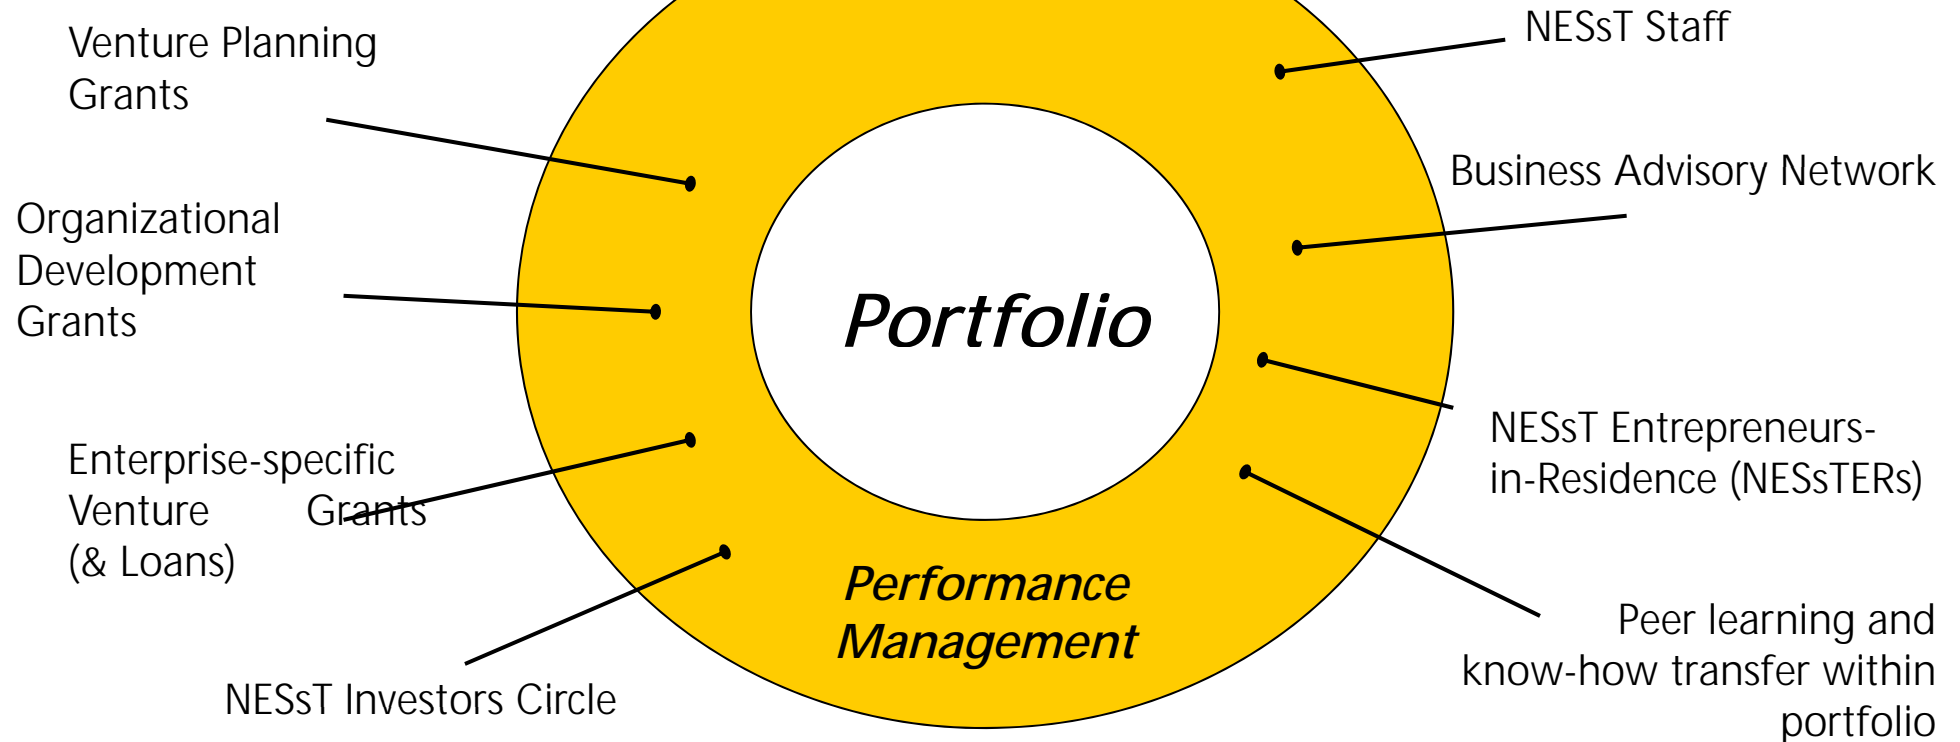 Venture Planning
Grants
Organizational
Development
Grants
Enterprise-specific
Venture Grants
(& Loans)
NESsT Investors Circle
Portfolio
Performance
Management
NESsT Staff
Business Advisory Network
NESsT Entrepreneurs-
in-Residence (NESsTERs)
Peer learning and
know-how transfer within
portfolio